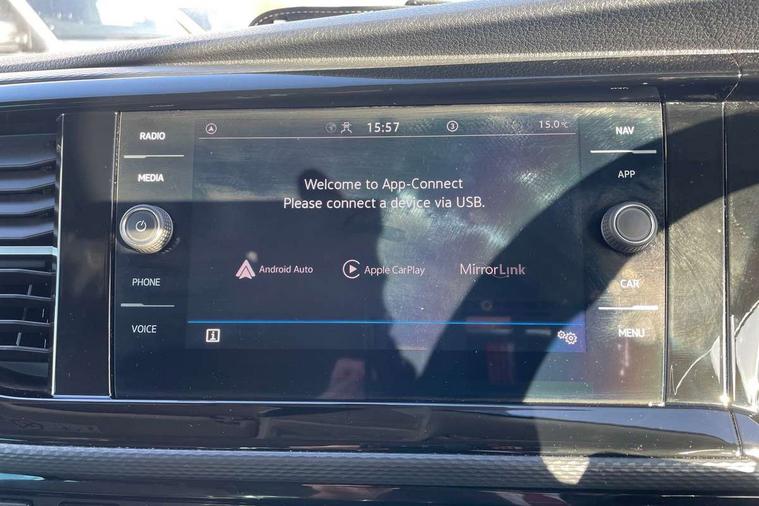 RADIO
MEDIA
PHONE
VOICE
15:57
3
15.0°C
Welcome to App-Connect
Please connect a device via USB.
Android Auto
Apple CarPlay
MirrorLink
i
NAV
APP
CAR
MENU